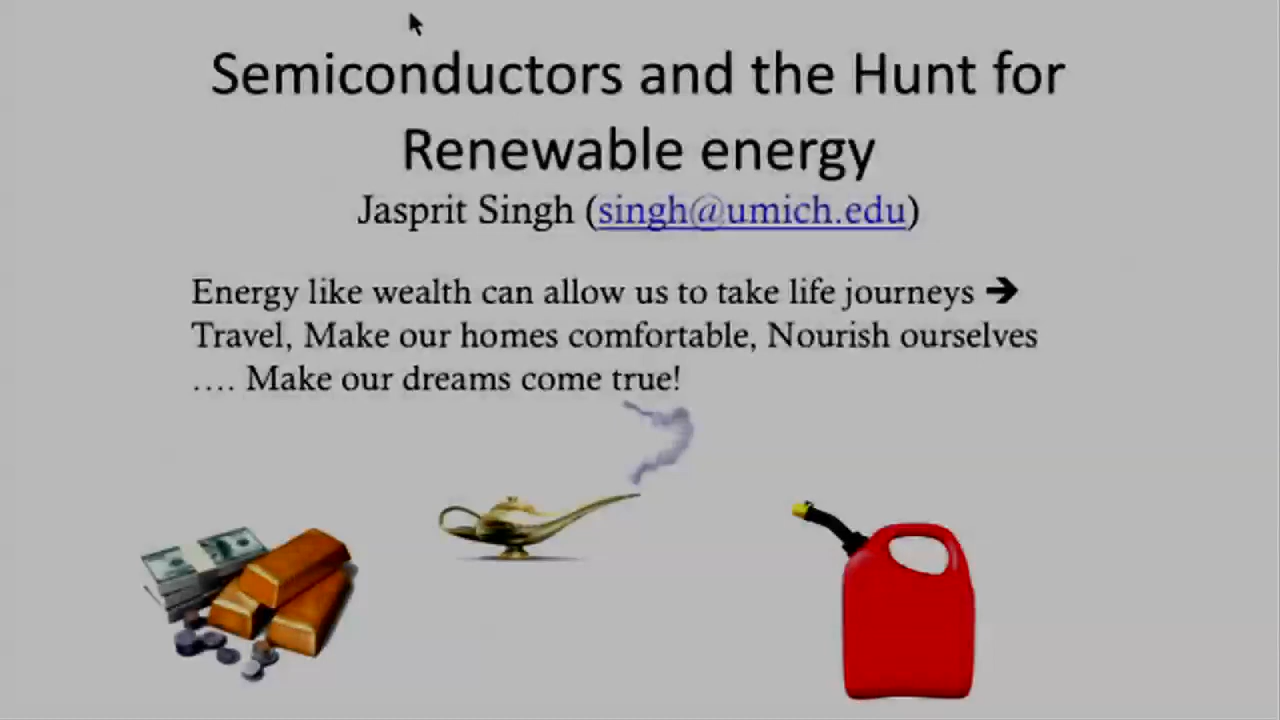 Semiconductors and the Hunt for
Renewable energy
Jasprit Singh (singh@umich.edu)
Energy like wealth can allow us to take life journeys ➔
Travel, Make our homes comfortable, Nourish ourselves
…. Make our dreams come true!